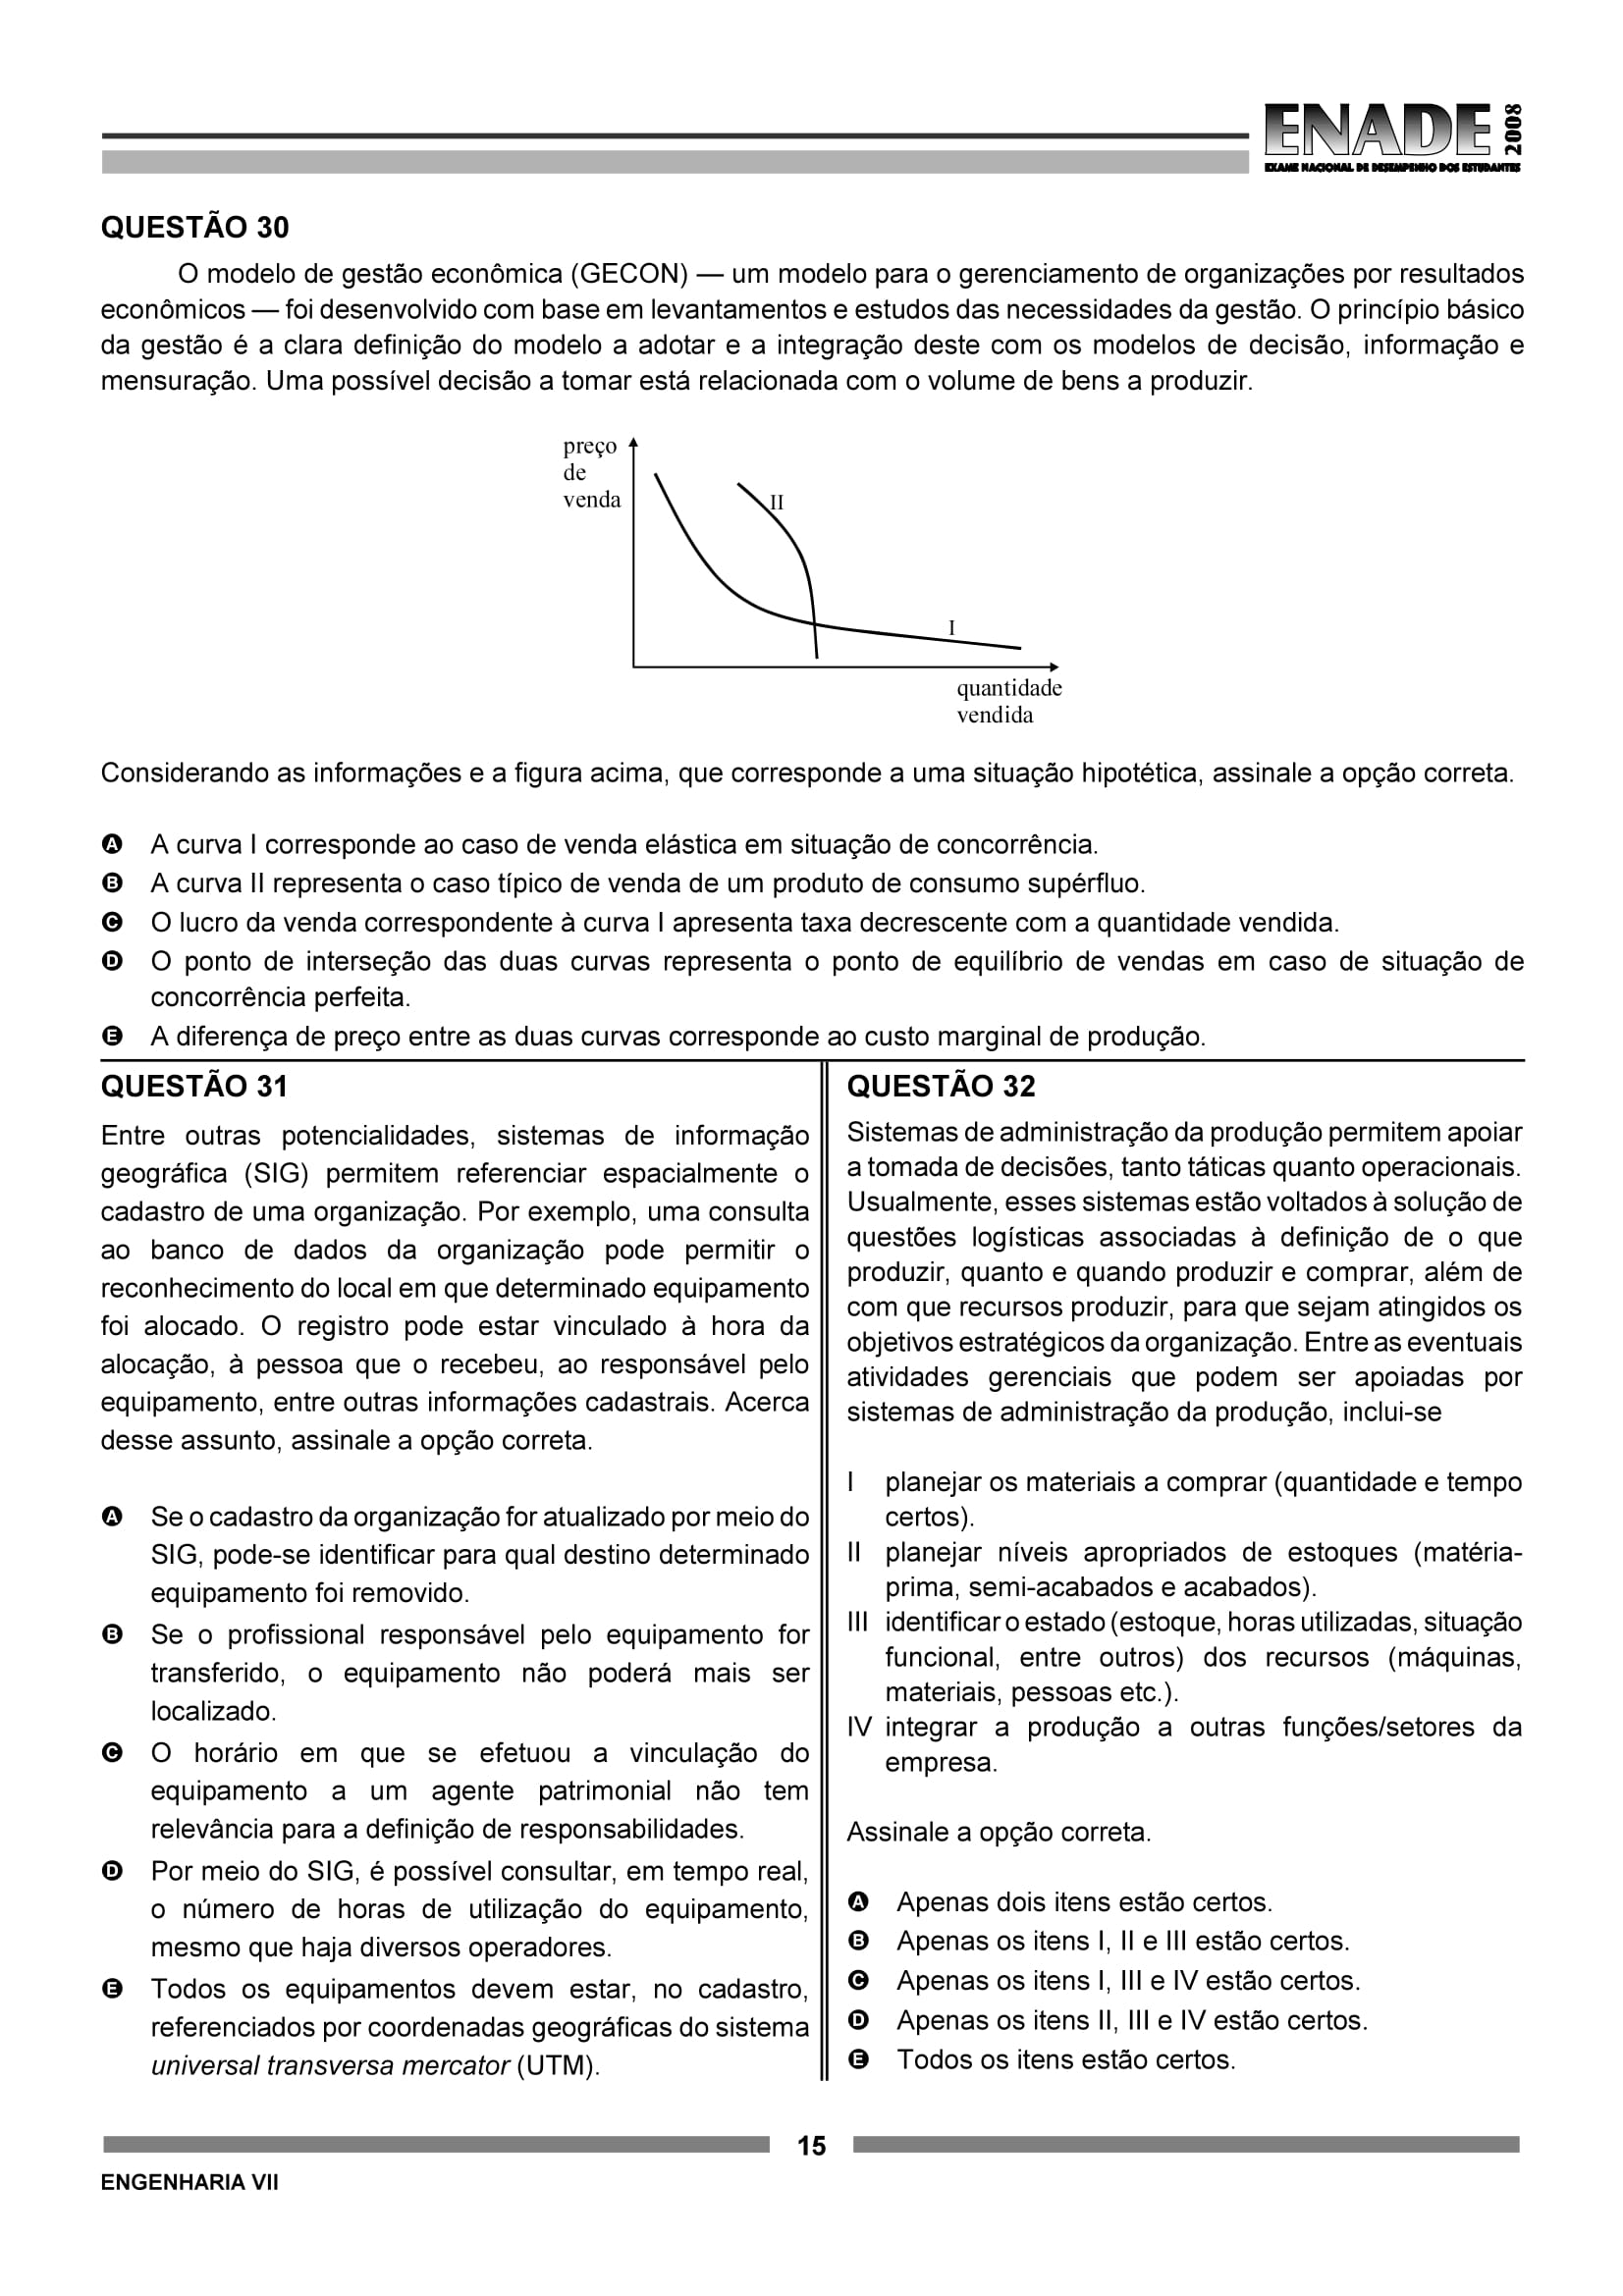 ENADE 2008
EXAME NACIONAL DE DESEMPENHO DOS ESTUDANTES
QUESTÃO 30
O modelo de gestão econômica (GECON) — um modelo para o gerenciamento de organizações por resultados
econômicos — foi desenvolvido com base em levantamentos e estudos das necessidades da gestão. O princípio básico
da gestão é a clara definição do modelo a adotar e a integração deste com os modelos de decisão, informação e
mensuração. Uma possível decisão a tomar está relacionada com o volume de bens a produzir.
preço
de
venda
II
I
quantidade
vendida
Considerando as informações e a figura acima, que corresponde a uma situação hipotética, assinale a opção correta.
A A curva I corresponde ao caso de venda elástica em situação de concorrência.
B A curva II representa o caso típico de venda de um produto de consumo supérfluo.
C O lucro da venda correspondente à curva I apresenta taxa decrescente com a quantidade vendida.
D O ponto de interseção das duas curvas representa o ponto de equilíbrio de vendas em caso de situação de
concorrência perfeita.
E A diferença de preço entre as duas curvas corresponde ao custo marginal de produção.
QUESTÃO 31
Entre outras potencialidades, sistemas de informação
geográfica (SIG) permitem referenciar espacialmente o
cadastro de uma organização. Por exemplo, uma consulta
ao banco de dados da organização pode permitir o
reconhecimento do local em que determinado equipamento
foi alocado. O registro pode estar vinculado à hora da
alocação, à pessoa que o recebeu, ao responsável pelo
equipamento, entre outras informações cadastrais. Acerca
desse assunto, assinale a opção correta.
A Se o cadastro da organização for atualizado por meio do
SIG, pode-se identificar para qual destino determinado
equipamento foi removido.
B Se o profissional responsável pelo equipamento for
transferido, o equipamento não poderá mais ser
localizado.
C O horário em que se efetuou a vinculação do
equipamento a um agente patrimonial não tem
relevância para a definição de responsabilidades.
D Por meio do SIG, é possível consultar, em tempo real,
o número de horas de utilização do equipamento,
mesmo que haja diversos operadores.
E Todos os equipamentos devem estar, no cadastro,
referenciados por coordenadas geográficas do sistema
universal transversa mercator (UTM).
QUESTÃO 32
Sistemas de administração da produção permitem apoiar
a tomada de decisões, tanto táticas quanto operacionais.
Usualmente, esses sistemas estão voltados à solução de
questões logísticas associadas à definição de o que
produzir, quanto e quando produzir e comprar, além de
com que recursos produzir, para que sejam atingidos os
objetivos estratégicos da organização. Entre as eventuais
atividades gerenciais que podem ser apoiadas por
sistemas de administração da produção, inclui-se
I planejar os materiais a comprar (quantidade e tempo
certos).
II planejar níveis apropriados de estoques (matéria-
prima, semi-acabados e acabados).
III identificar o estado (estoque, horas utilizadas, situação
funcional, entre outros) dos recursos (máquinas,
materiais, pessoas etc.).
IV integrar a produção a outras funções/setores da
empresa.
Assinale a opção correta.
A Apenas dois itens estão certos.
B Apenas os itens I, II e III estão certos.
C Apenas os itens I, III e IV estão certos.
D Apenas os itens II, III e IV estão certos.
E Todos os itens estão certos.
15
ENGENHARIA VII